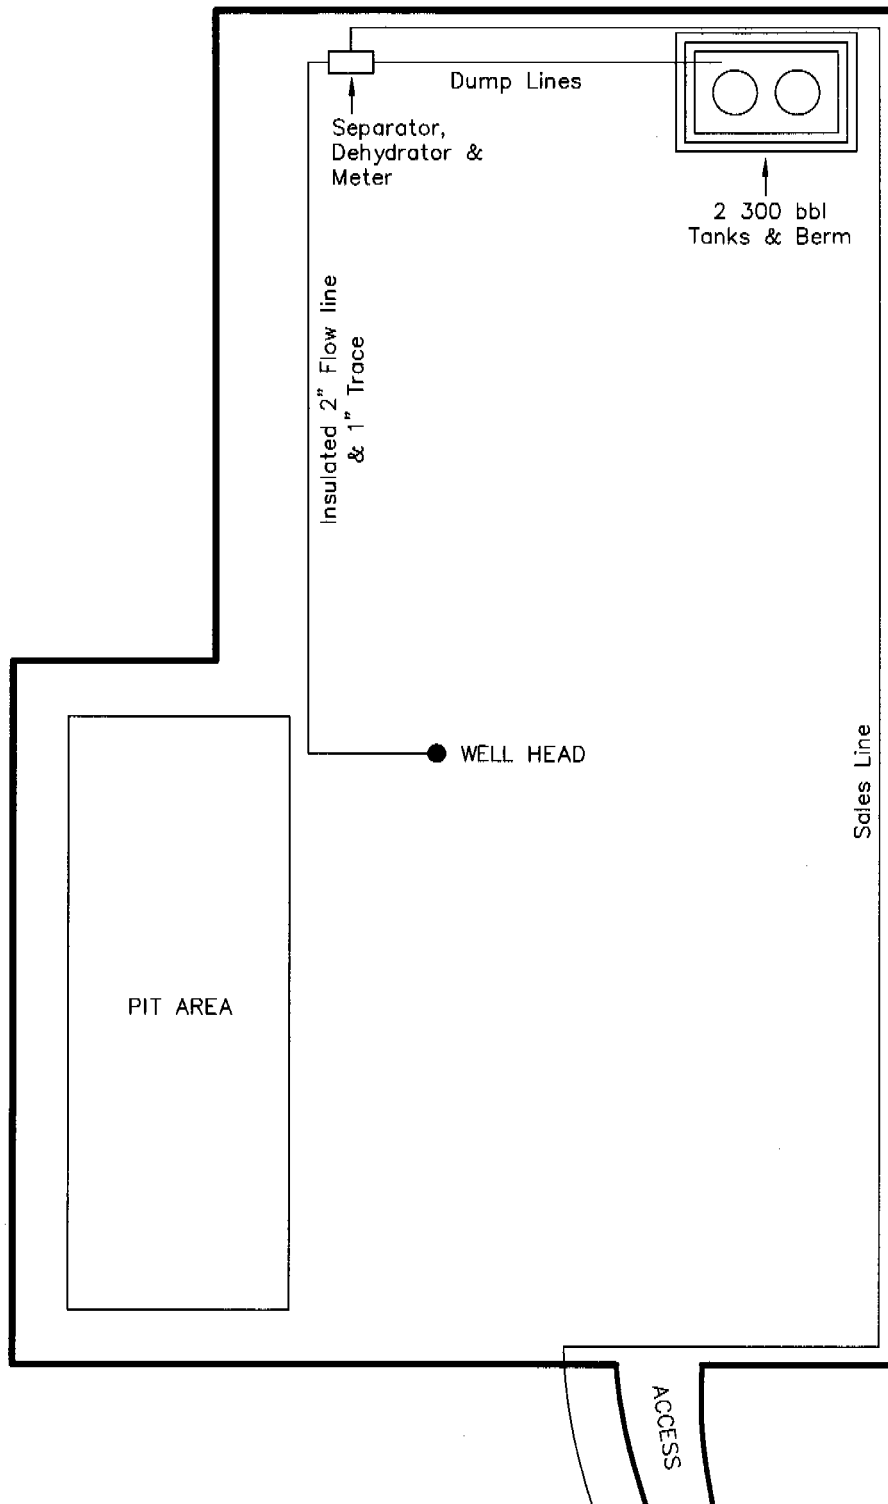 Dump Lines
Separator,
Dehydrator &
Meter
2 300 bbl
Tanks & Berm
Insulated 2" Flow line
& 1" Trace
WELL HEAD
Sales Line
PIT AREA
ACCESS